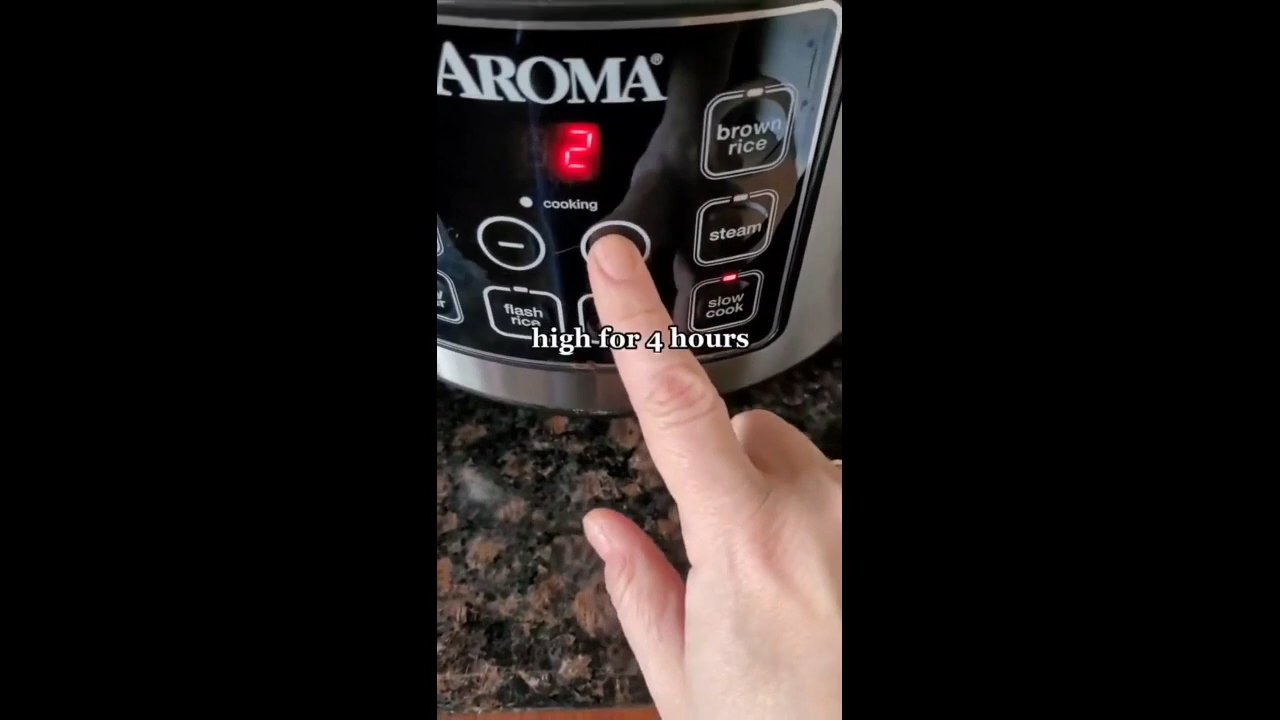 AROMA®
2
cooking
brown
rice
−
steam
flash
rice
slow
cook
high for 4 hours